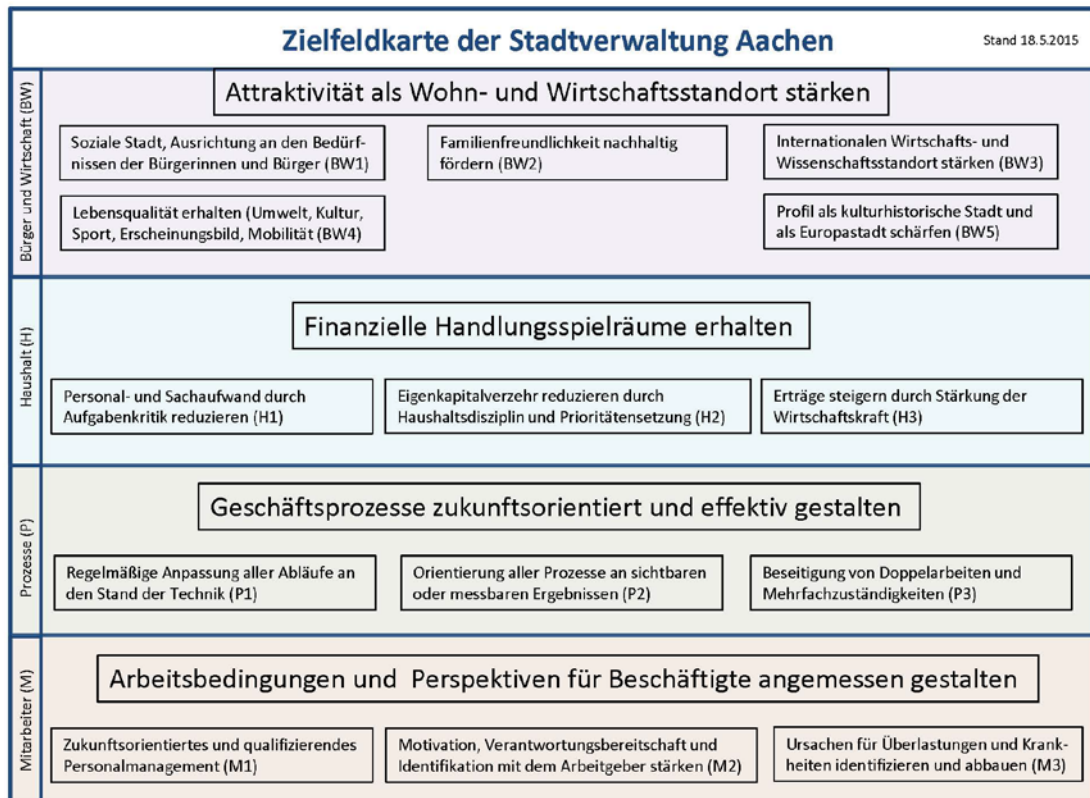 Zielfeldkarte der Stadtverwaltung Aachen
Stand 18.5.2015
Bürger und Wirtschaft (BW)
Attraktivität als Wohn- und Wirtschaftsstandort stärken
Soziale Stadt, Ausrichtung an den Bedürf-
nissen der Bürgerinnen und Bürger (BW1)
Familienfreundlichkeit nachhaltig
fördern (BW2)
Internationalen Wirtschafts- und
Wissenschaftsstandort stärken (BW3)
Lebensqualität erhalten (Umwelt, Kultur,
Sport, Erscheinungsbild, Mobilität (BW4)
Profil als kulturhistorische Stadt und
als Europastadt schärfen (BW5)
Haushalt (H)
Finanzielle Handlungsspielräume erhalten
Personal- und Sachaufwand durch
Aufgabenkritik reduzieren (H1)
Eigenkapitalverzehr reduzieren durch
Haushaltsdisziplin und Prioritätensetzung (H2)
Erträge steigern durch Stärkung der
Wirtschaftskraft (H3)
Prozesse (P)
Geschäftsprozesse zukunftsorientiert und effektiv gestalten
Regelmäßige Anpassung aller Abläufe an
den Stand der Technik (P1)
Orientierung aller Prozesse an sichtbaren
oder messbaren Ergebnissen (P2)
Beseitigung von Doppelarbeiten und
Mehrfachzuständigkeiten (P3)
Mitarbeiter (M)
Arbeitsbedingungen und Perspektiven für Beschäftigte angemessen gestalten
Zukunftsorientiertes und qualifizierendes
Personalmanagement (M1)
Motivation, Verantwortungsbereitschaft und
Identifikation mit dem Arbeitgeber stärken (M2)
Ursachen für Überlastungen und Krank-
heiten identifizieren und abbauen (M3)